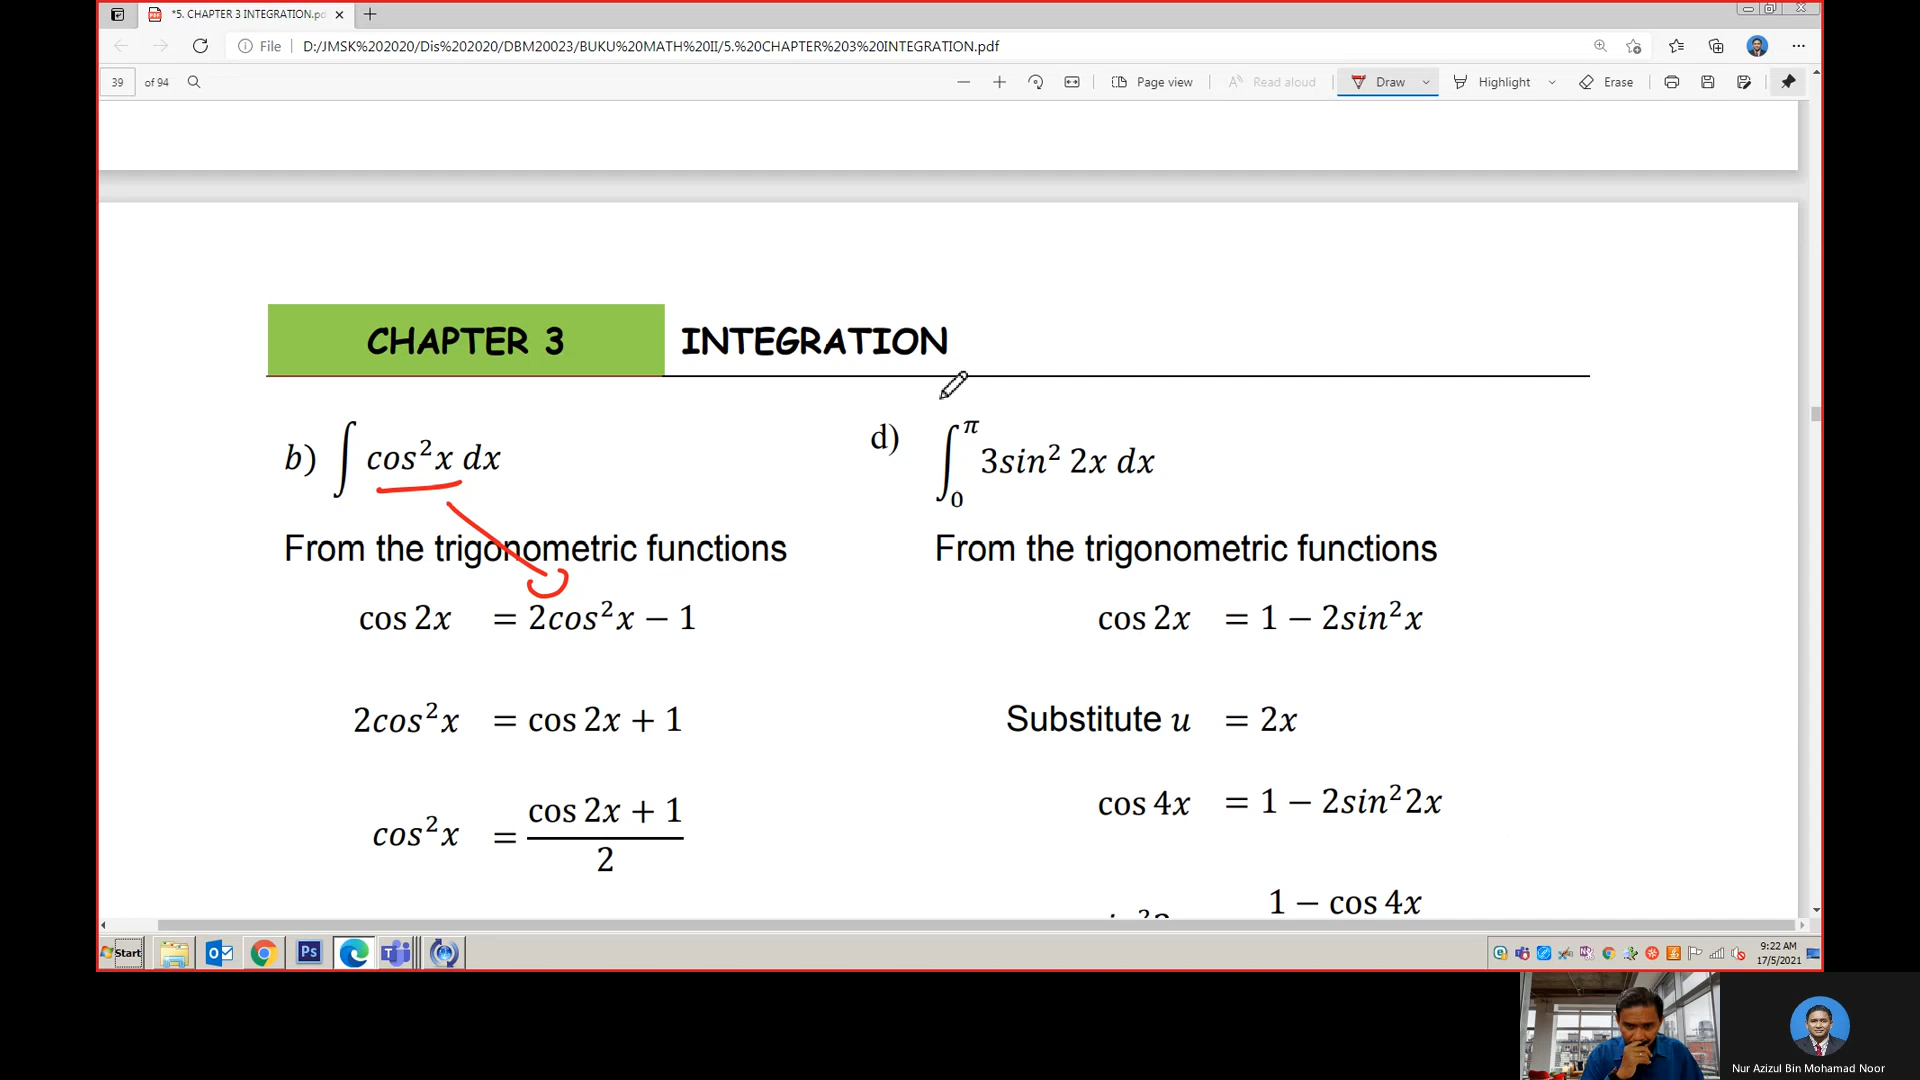 *5. CHAPTER 3 INTEGRATION.pd
File D:/JMSK%202020/Dis%202020/DBM20023/BUKU%20MATH%20II/5.%20CHAPTER%203%20INTEGRATION.pdf
39 of 94 Page view Read aloud Draw Highlight Erase
CHAPTER 3 INTEGRATION
b) ∫ cos²x dx
From the trigonometric functions
cos 2x = 2cos²x − 1
2cos²x = cos 2x + 1
cos²x = (cos 2x + 1)/2
d) ∫₀^π 3sin² 2x dx
From the trigonometric functions
cos 2x = 1 − 2sin²x
Substitute u = 2x
cos 4x = 1 − 2sin²2x
1 − cos 4x
Start Ps
9:22 AM
17/5/2021
Nur Azizul Bin Mohamad Noor